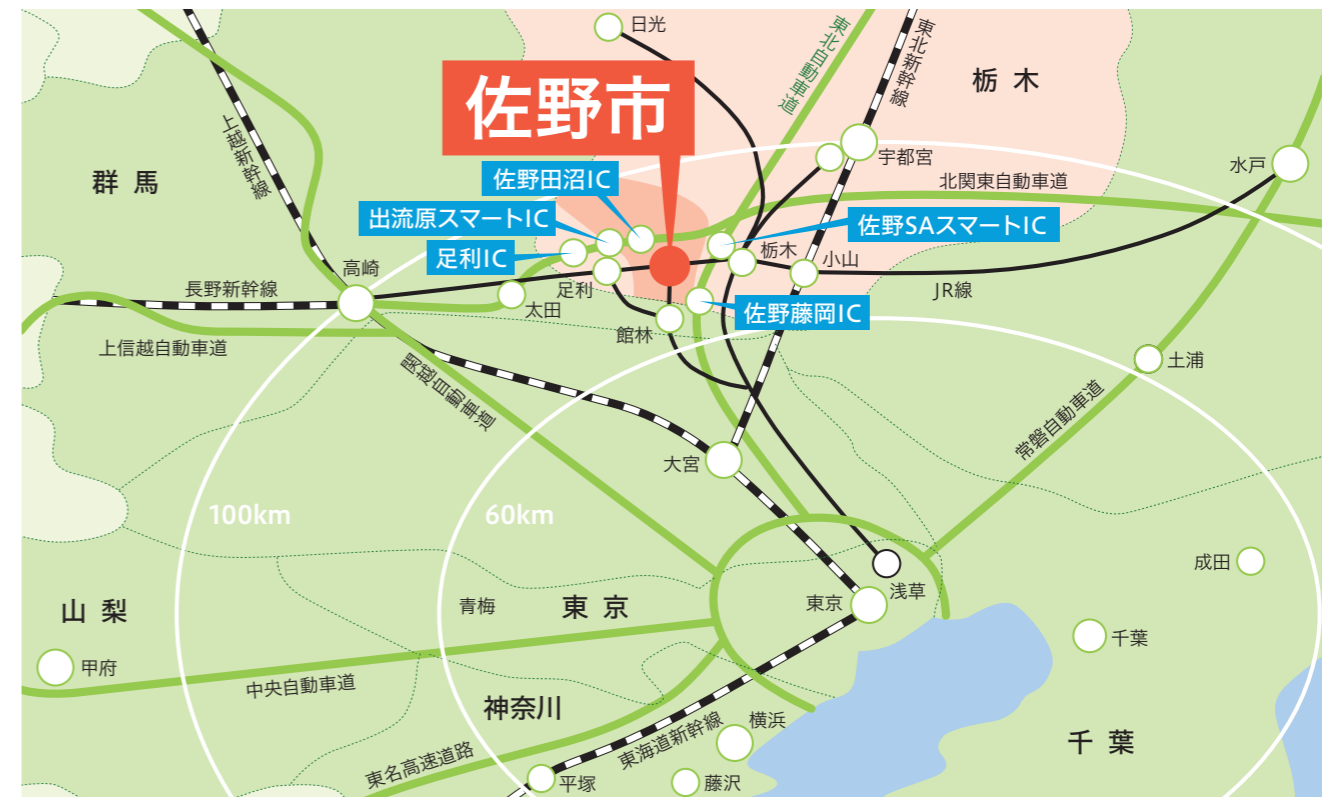 日光
東北自動車道
東北新幹線
栃木
佐野市
上越新幹線
群馬
宇都宮
水戸
佐野田沼IC
北関東自動車道
出流原スマートIC
佐野SAスマートIC
足利IC
栃木
小山
高崎
長野新幹線
足利
太田
JR線
佐野藤岡IC
館林
上信越自動車道
関越自動車道
土浦
常磐自動車道
大宮
100km
60km
成田
浅草
山梨
青梅
東京
東京
千葉
甲府
中央自動車道
神奈川
横浜
東海道新幹線
千葉
東名高速道路
平塚
藤沢